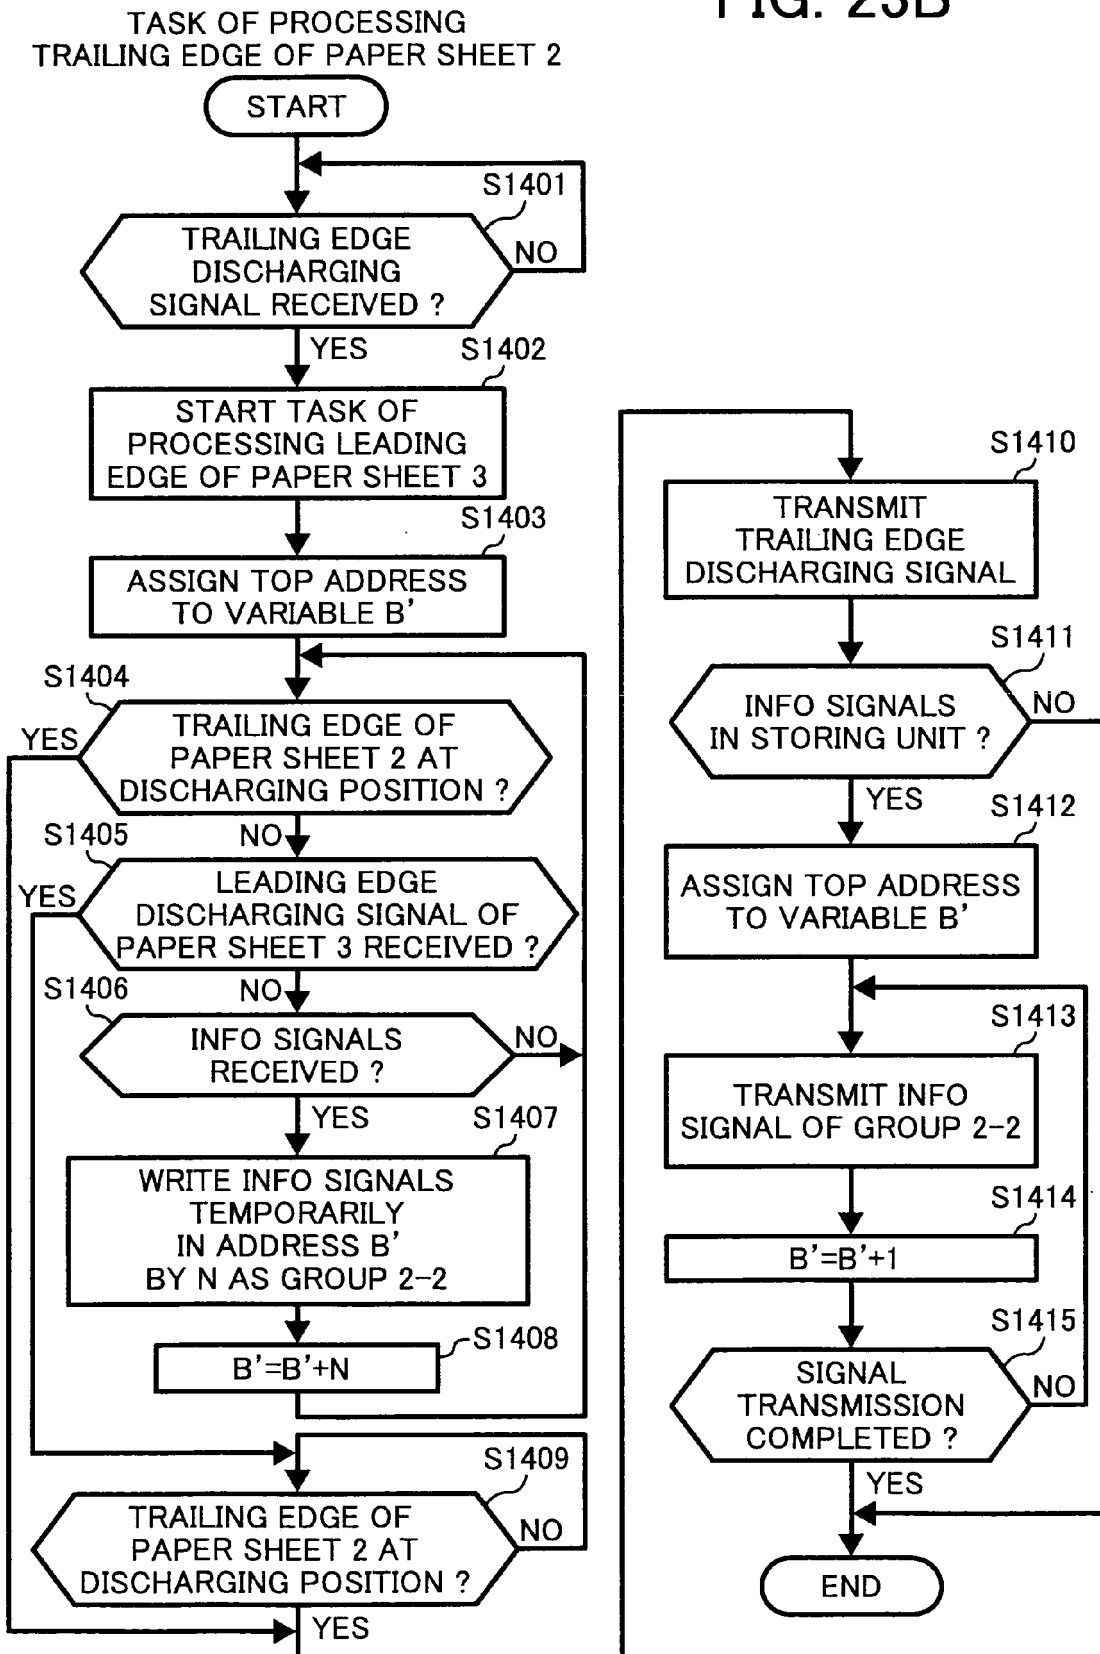 FIG. 23B
TASK OF PROCESSING
TRAILING EDGE OF PAPER SHEET 2
START
S1401
TRAILING EDGE
DISCHARGING
SIGNAL RECEIVED ?
NO
YES
S1402
START TASK OF
PROCESSING LEADING
EDGE OF PAPER SHEET 3
S1403
ASSIGN TOP ADDRESS
TO VARIABLE B'
S1404
TRAILING EDGE OF
PAPER SHEET 2 AT
DISCHARGING POSITION ?
YES
NO
S1405
LEADING EDGE
DISCHARGING SIGNAL OF
PAPER SHEET 3 RECEIVED ?
YES
NO
S1406
INFO SIGNALS
RECEIVED ?
NO
YES
S1407
WRITE INFO SIGNALS
TEMPORARILY
IN ADDRESS B'
BY N AS GROUP 2-2
S1408
B'=B'+N
S1409
TRAILING EDGE OF
PAPER SHEET 2 AT
DISCHARGING POSITION ?
NO
YES
S1410
TRANSMIT
TRAILING EDGE
DISCHARGING SIGNAL
S1411
INFO SIGNALS
IN STORING UNIT ?
NO
YES
S1412
ASSIGN TOP ADDRESS
TO VARIABLE B'
S1413
TRANSMIT INFO
SIGNAL OF GROUP 2-2
S1414
B'=B'+1
S1415
SIGNAL
TRANSMISSION
COMPLETED ?
NO
YES
END